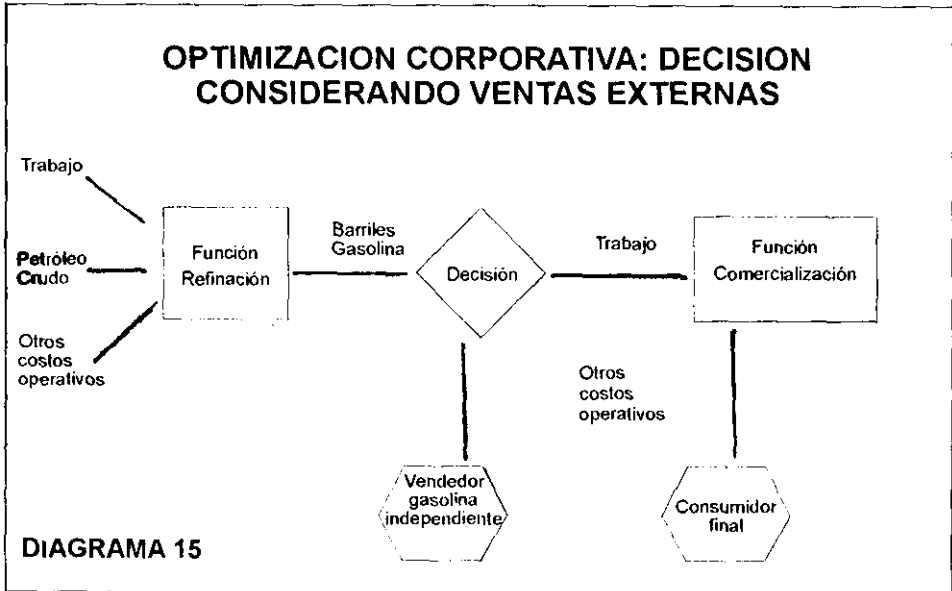 OPTIMIZACION CORPORATIVA: DECISION
CONSIDERANDO VENTAS EXTERNAS
Trabajo
Petróleo
Crudo
Otros
costos
operativos
Función
Refinación
Barriles
Gasolina
Decisión
Trabajo
Función
Comercialización
Otros
costos
operativos
Vendedor
gasolina
independiente
Consumidor
final
DIAGRAMA 15